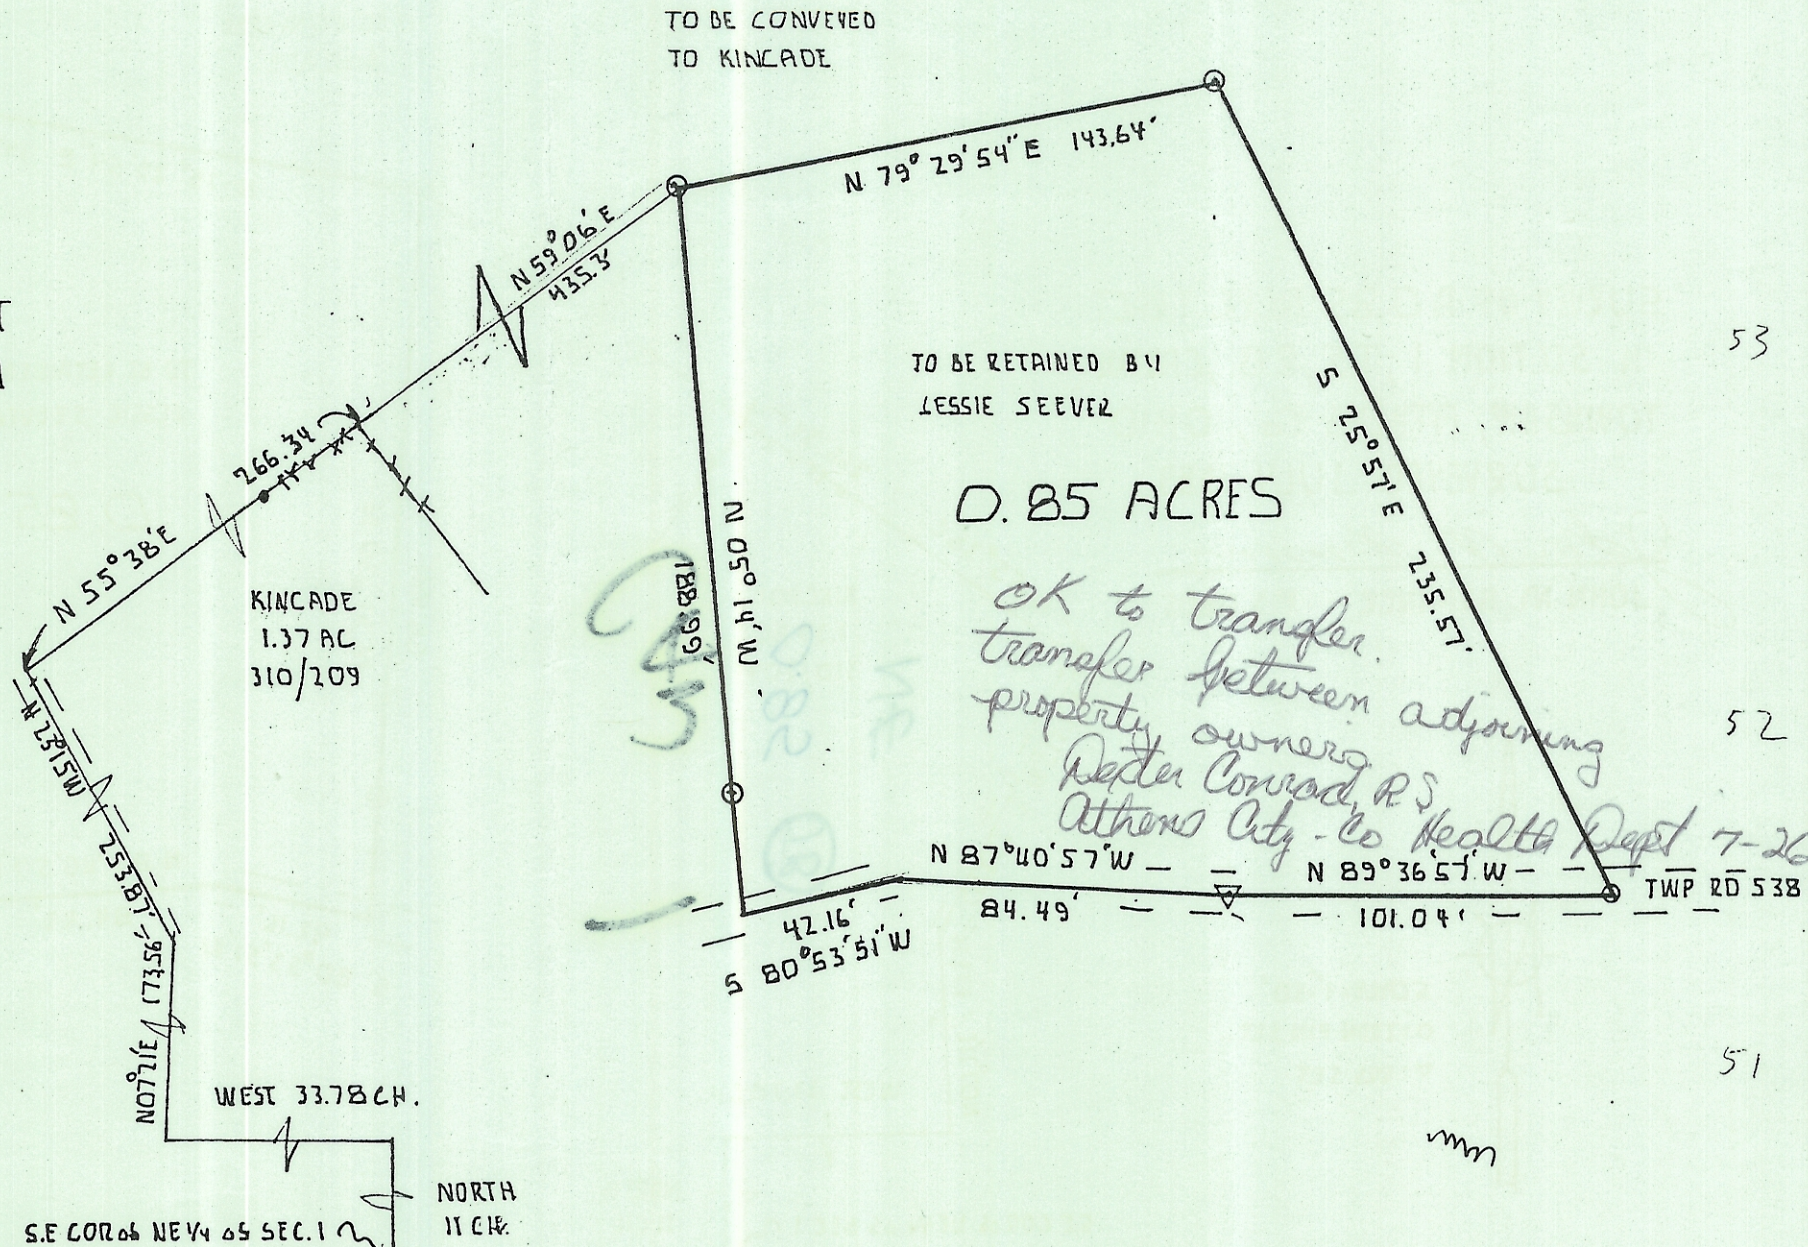 TO BE CONVEYED
TO KINCADE
N 79° 29' 54" E 143.64'
N 59° 06' E
435.3'
TO BE RETAINED BY
LESSIE SEEVER
0.85 ACRES
S 25° 57' E 235.57'
53
266.34
N 55° 38' E
N 05° 14' W
188.99'
KINCADE
1.37 AC
310/209
OK to transfer.
transfer between adjoining
property owners
Dexter Conrad, RS
Athens City-Co Health Dept 7-26
52
253.87'
N 87° 40' 57" W
N 89° 36' 57" W
TWP RD 538
42.16'
84.49'
101.04'
S 80° 53' 51" W
N 07° 21' E 173.56'
51
WEST 33.78 CH.
NORTH
11 CH.
S.E COR of NE 1/4 of SEC. 1